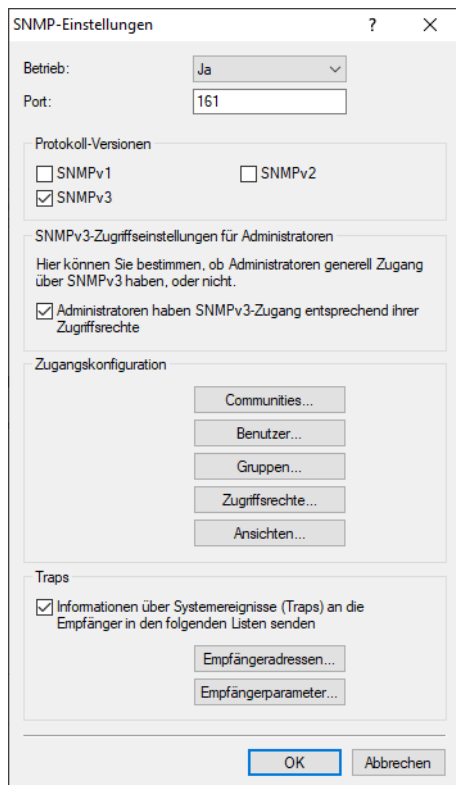 SNMP-Einstellungen
Betrieb: Ja
Port: 161
Protokoll-Versionen
SNMPv1 SNMPv2
SNMPv3
SNMPv3-Zugriffseinstellungen für Administratoren
Hier können Sie bestimmen, ob Administratoren generell Zugang
über SNMPv3 haben, oder nicht.
Administratoren haben SNMPv3-Zugang entsprechend ihrer
Zugriffsrechte
Zugangskonfiguration
Communities...
Benutzer...
Gruppen...
Zugriffsrechte...
Ansichten...
Traps
Informationen über Systemereignisse (Traps) an die
Empfänger in den folgenden Listen senden
Empfängeradressen...
Empfängerparameter...
OK Abbrechen